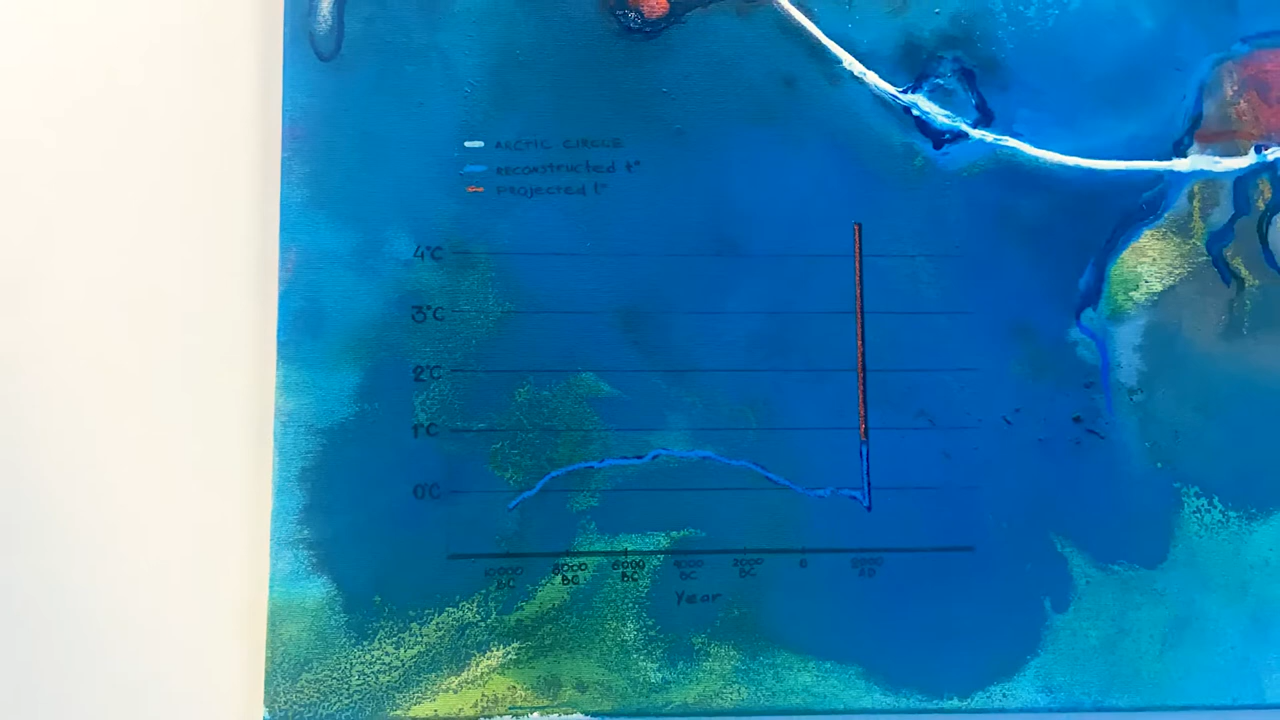 ARCTIC CIRCLE
RECONSTRUCTED t°
PROJECTED t°
4°C
3°C
2°C
1°C
0°C
10000 BC
8000 BC
6000 BC
4000 BC
2000 BC
0
2000 AD
Year